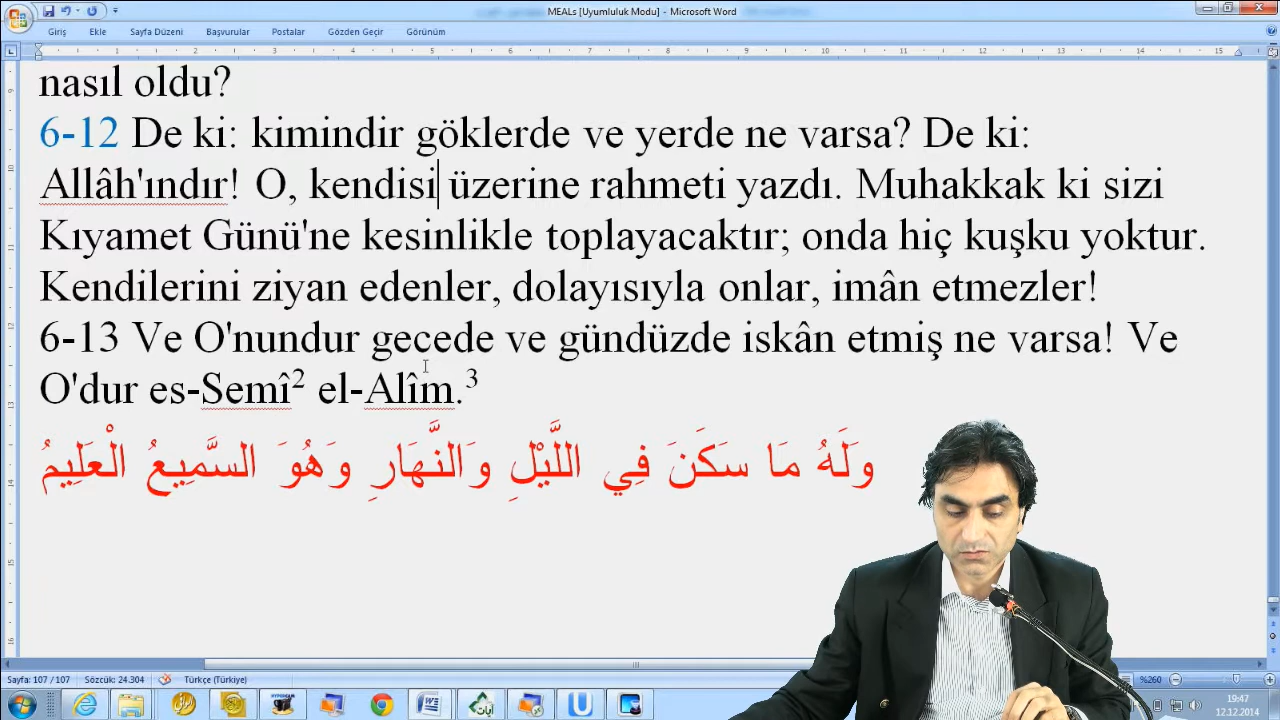 MEALs [Uyumluluk Modu] - Microsoft Word
Giriş Ekle Sayfa Düzeni Başvurular Postalar Gözden Geçir Görünüm
nasıl oldu?
6-12 De ki: kimindir göklerde ve yerde ne varsa? De ki:
Allâh'ındır! O, kendisi üzerine rahmeti yazdı. Muhakkak ki sizi
Kıyamet Günü'ne kesinlikle toplayacaktır; onda hiç kuşku yoktur.
Kendilerini ziyan edenler, dolayısıyla onlar, imân etmezler!
6-13 Ve O'nundur gecede ve gündüzde iskân etmiş ne varsa! Ve
O'dur es-Semî² el-Alîm.³
وَلَهُ مَا سَكَنَ فِي اللَّيْلِ وَالنَّهَارِ وَهُوَ السَّمِيعُ الْعَلِيمُ
Sayfa: 107 / 107 Sözcük: 24.304 Türkçe (Türkiye) %260
19:47
12.12.2014